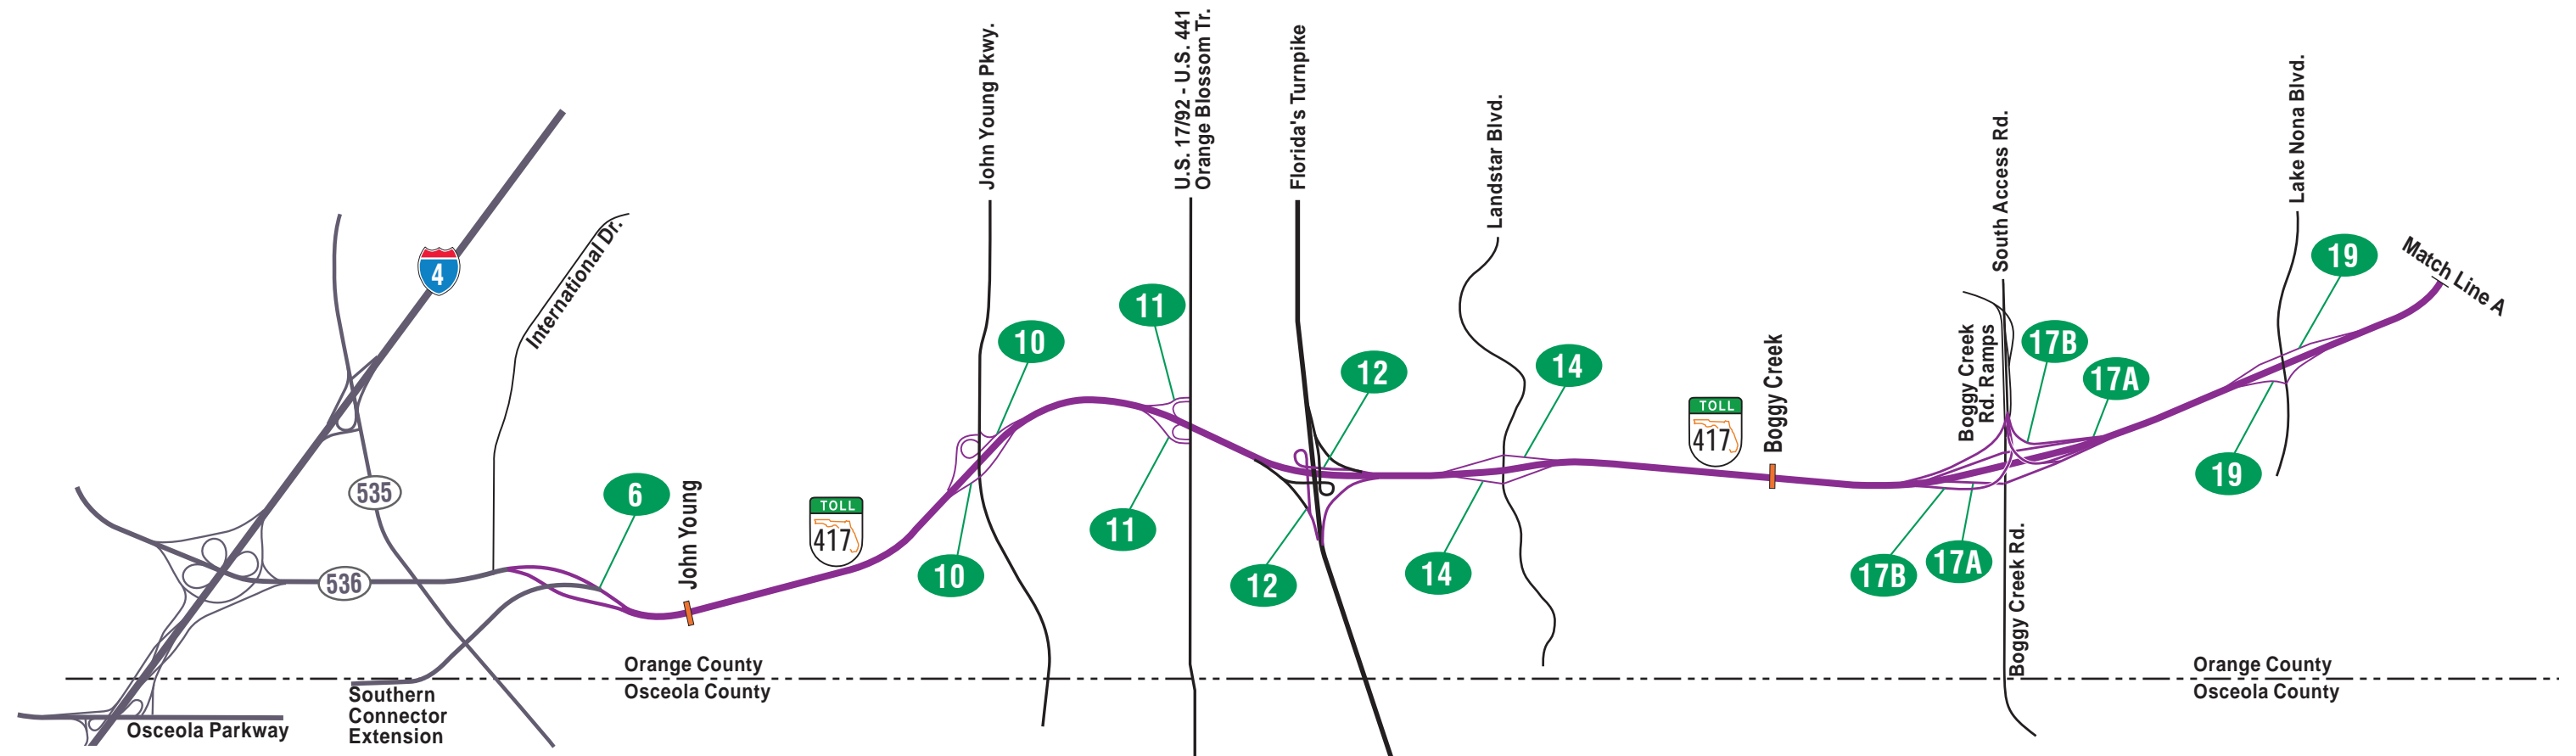 John Young Pkwy.
U.S. 17/92 - U.S. 441
Orange Blossom Tr.
Florida's Turnpike
Landstar Blvd.
South Access Rd.
Lake Nona Blvd.
Match Line A
4
International Dr.
19
11
10
12
14
17B
17A
Boggy Creek
Rd. Ramps
Boggy Creek
TOLL
417
535
6
John Young
TOLL
417
19
11
10
12
14
17B
17A
536
Boggy Creek Rd.
Orange County
Osceola County
Orange County
Osceola County
Southern
Connector
Extension
Osceola Parkway